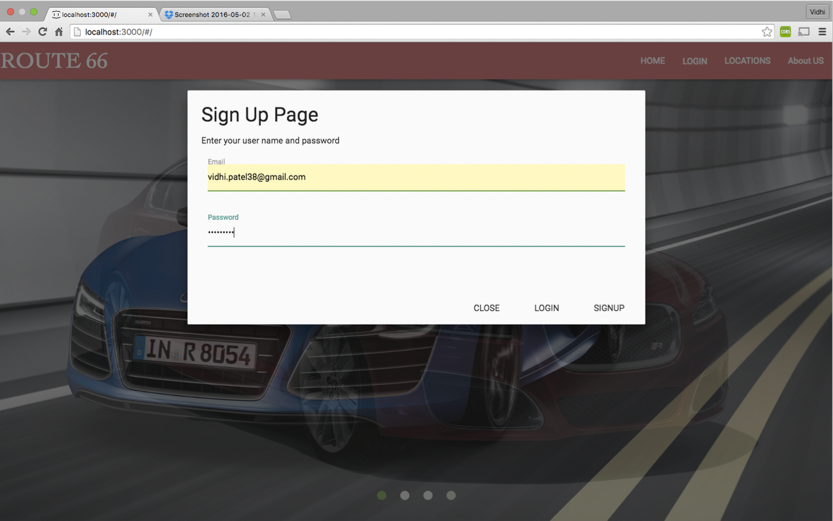 localhost:3000/#/
Screenshot 2016-05-02
Vidhi
localhost:3000/#/
ROUTE 66
HOME
LOGIN
LOCATIONS
About US
Sign Up Page
Enter your user name and password
Email
vidhi.patel38@gmail.com
Password
•••••••••
CLOSE
LOGIN
SIGNUP
IN R 8054